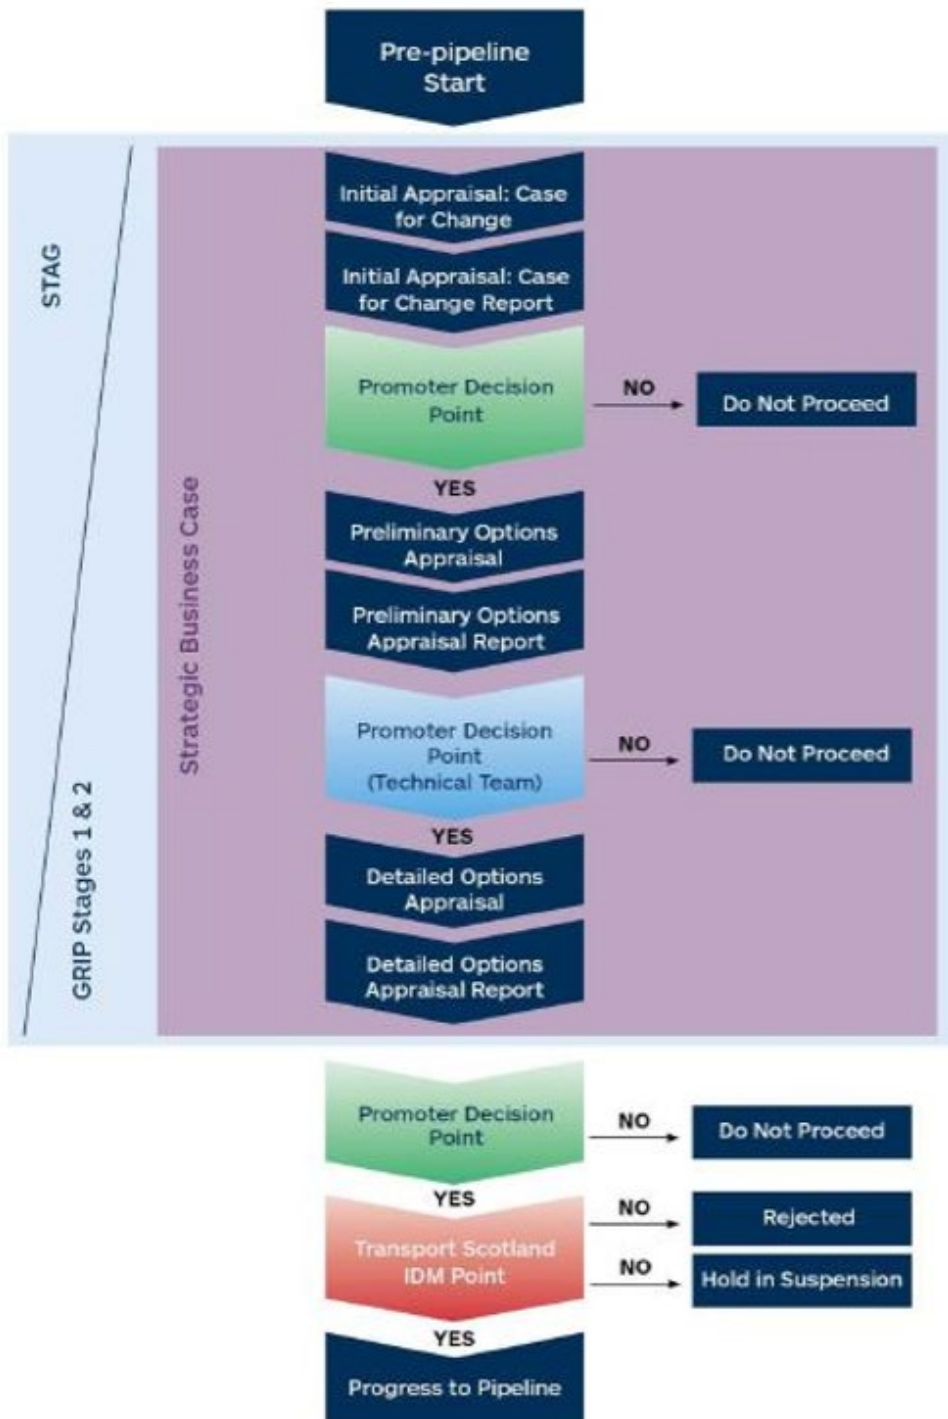 Pre-pipeline
Start
STAG
GRIP Stages 1 & 2
Strategic Business Case
Initial Appraisal: Case
for Change
Initial Appraisal: Case
for Change Report
Promoter Decision
Point
NO
Do Not Proceed
YES
Preliminary Options
Appraisal
Preliminary Options
Appraisal Report
Promoter Decision
Point
(Technical Team)
NO
Do Not Proceed
YES
Detailed Options
Appraisal
Detailed Options
Appraisal Report
Promoter Decision
Point
NO
Do Not Proceed
YES
Transport Scotland
IDM Point
NO
Rejected
NO
Hold in Suspension
YES
Progress to Pipeline